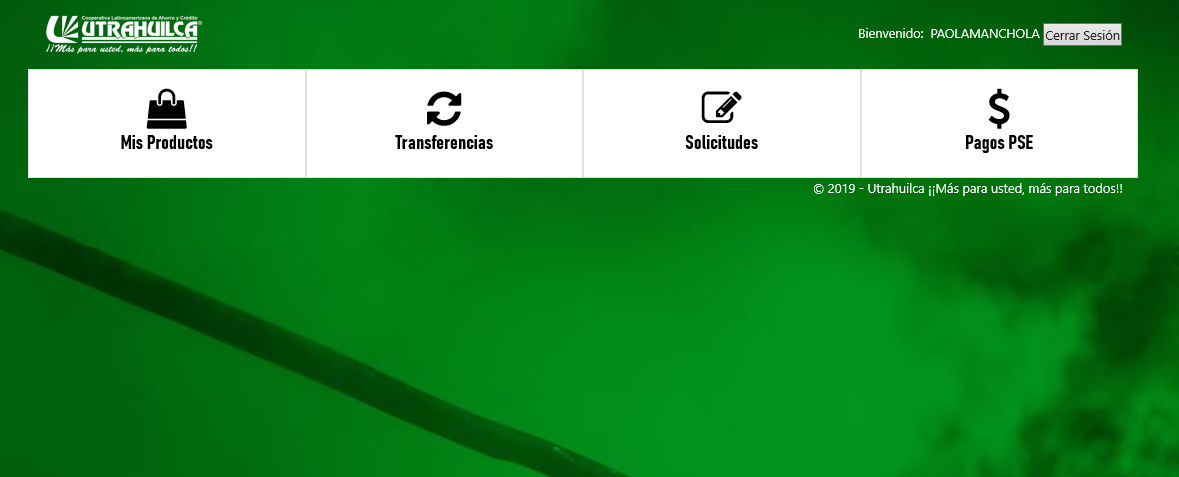 Cooperativa Latinoamericana de Ahorro y Crédito
UTRAHUILCA®
¡¡Más para usted, más para todos!!
Bienvenido: PAOLAMANCHOLA Cerrar Sesión
Mis Productos
Transferencias
Solicitudes
Pagos PSE
© 2019 - Utrahuilca ¡¡Más para usted, más para todos!!